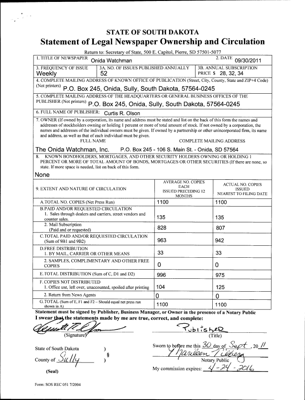 STATE OF SOUTH DAKOTA
Statement of Legal Newspaper Ownership and Circulation
Return to: Secretary of State, 500 E. Capitol, Pierre, SD 57501-5077
1. TITLE OF NEWSPAPER Onida Watchman
2. DATE 09/30/2011
3. FREQUENCY OF ISSUE
Weekly
3A. NO. OF ISSUES PUBLISHED ANNUALLY
52
3B. ANNUAL SUBSCRIPTION
PRICE $ 28, 32, 34
4. COMPLETE MAILING ADDRESS OF KNOWN OFFICE OF PUBLICATION (Street, City, County, State and ZIP+4 Code)
(Not printers) P.O. Box 245, Onida, Sully, South Dakota, 57564-0245
5. COMPLETE MAILING ADDRESS OF THE HEADQUARTERS OR GENERAL BUSINESS OFFICES OF THE
PUBLISHER (Not printers) P.O. Box 245, Onida, Sully, South Dakota, 57564-0245
6. FULL NAME OF PUBLISHER: Curtis R. Olson
7. OWNER (If owned by a corporation, its name and address must be stated and list on the back of this form the names and
addresses of stockholders owning or holding 1 percent or more of total amount of stock. If not owned by a corporation, the
names and addresses of the individual owners must be given. If owned by a partnership or other unincorporated firm, its name
and address, as well as that of each individual must be given.
FULL NAME
COMPLETE MAILING ADDRESS
The Onida Watchman, Inc. P.O. Box 245 - 106 S. Main St. - Onida, SD 57564
8. KNOWN BONDHOLDERS, MORTGAGES, AND OTHER SECURITY HOLDERS OWNING OR HOLDING 1
PERCENT OR MORE OF TOTAL AMOUNT OF BONDS, MORTGAGES OR OTHER SECURITIES (If there are none, so
state. If more space is needed, list on back of this form.
None
9. EXTENT AND NATURE OF CIRCULATION
AVERAGE NO. COPIES
EACH
ISSUED PRECEDING 12
MONTHS
ACTUAL NO. COPIES
ISSUED
NEAREST TO FILING DATE
A. TOTAL NO. COPIES (Net Press Run) 1100 1100
B. PAID AND/OR REQUESTED CIRCULATION
1. Sales through dealers and carriers, street vendors and
counter sales 135 135
2. Mail Subscription
(Paid and/or requested) 828 807
C. TOTAL PAID AND/OR REQUESTED CIRCULATION
(Sum of 9B1 and 9B2) 963 942
D. FREE DISTRIBUTION
1. BY MAIL, CARRIER OR OTHER MEANS 33 33
2. SAMPLES, COMPLIMENTARY AND OTHER FREE
COPIES 0 0
E. TOTAL DISTRIBUTION (Sum of C, D1 and D2) 996 975
F. COPIES NOT DISTRIBUTED
1. Office use, left over, unaccounted, spoiled after printing 104 125
2. Return from News Agents 0 0
G. TOTAL (Sum of E, F1 and F2 - Should equal net press run
shown in A) 1100 1100
Statement must be signed by Publisher, Business Manager, or Owner in the presence of a Notary Public
I swear that the statements made by me are true, correct, and complete:
Publisher
(Signature)
(Title)
State of South Dakota )
County of Sully )
(Seal)
Sworn to before me this 30 day of Sept, 20 11
Notary Public
My commission expires: 4-24-2016
Form: SOS REC 051 7/2004